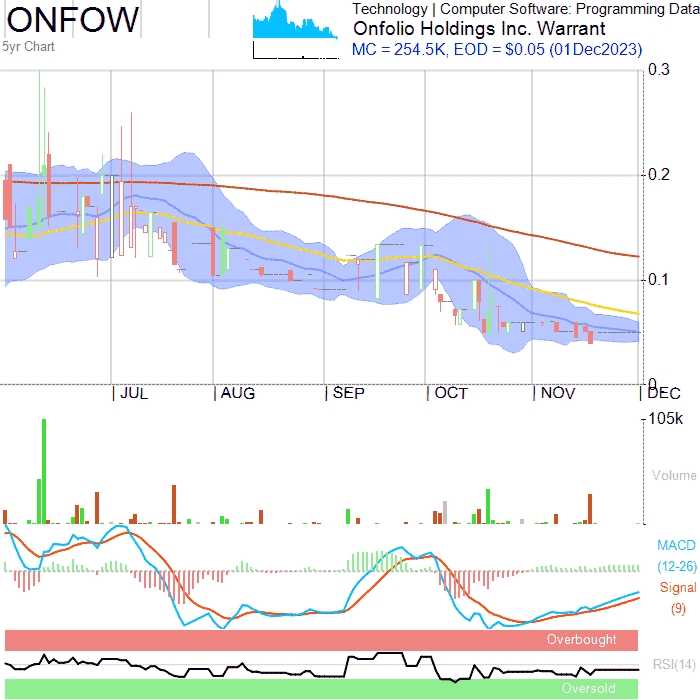 ONFOW
5yr Chart
Technology | Computer Software: Programming Data
Onfolio Holdings Inc. Warrant
MC = 254.5K, EOD = $0.05 (01Dec2023)
0.3
0.2
0.1
0
JUL
AUG
SEP
OCT
NOV
DEC
105k
Volume
MACD
(12-26)
Signal
(9)
Overbought
RSI(14)
Oversold